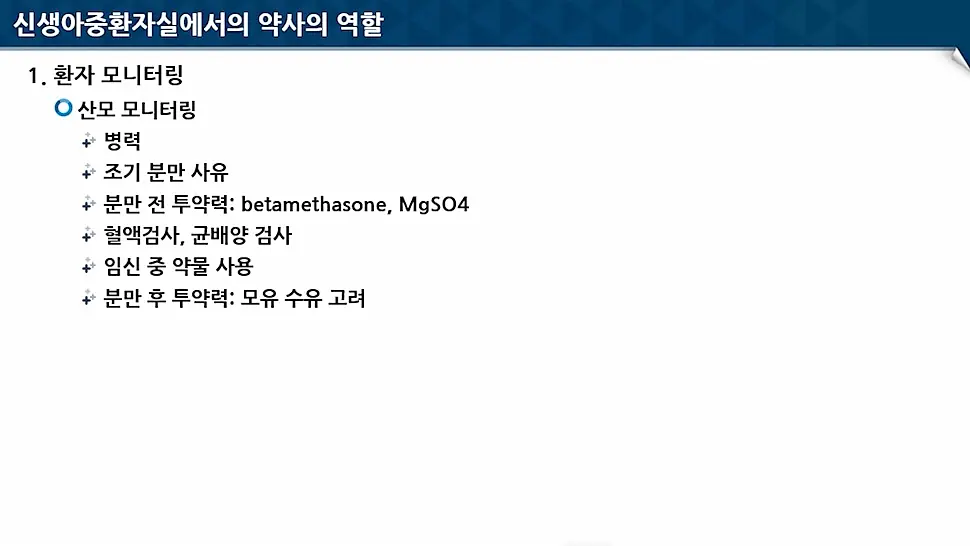 신생아중환자실에서의 약사의 역할
1. 환자 모니터링
산모 모니터링
병력
조기 분만 사유
분만 전 투약력: betamethasone, MgSO4
혈액검사, 균배양 검사
임신 중 약물 사용
분만 후 투약력: 모유 수유 고려